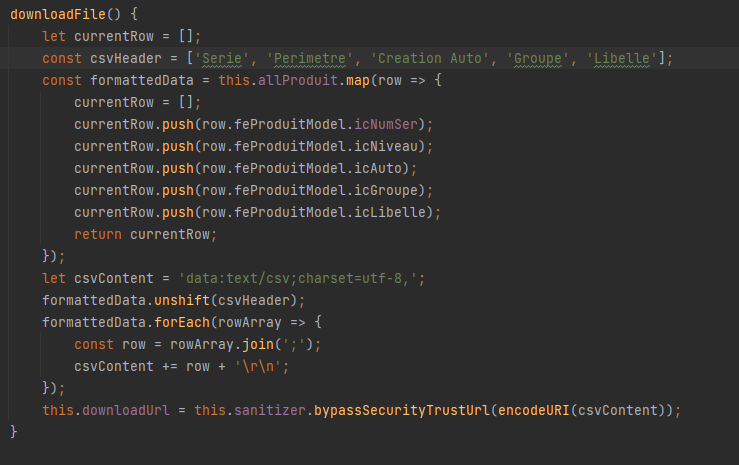 downloadFile() {
    let currentRow = [];
    const csvHeader = ['Serie', 'Perimetre', 'Creation Auto', 'Groupe', 'Libelle'];
    const formattedData = this.allProduit.map(row => {
        currentRow = [];
        currentRow.push(row.feProduitModel.icNumSer);
        currentRow.push(row.feProduitModel.icNiveau);
        currentRow.push(row.feProduitModel.icAuto);
        currentRow.push(row.feProduitModel.icGroupe);
        currentRow.push(row.feProduitModel.icLibelle);
        return currentRow;
    });
    let csvContent = 'data:text/csv;charset=utf-8,';
    formattedData.unshift(csvHeader);
    formattedData.forEach(rowArray => {
        const row = rowArray.join(';');
        csvContent += row + '\r\n';
    });
    this.downloadUrl = this.sanitizer.bypassSecurityTrustUrl(encodeURI(csvContent));
}